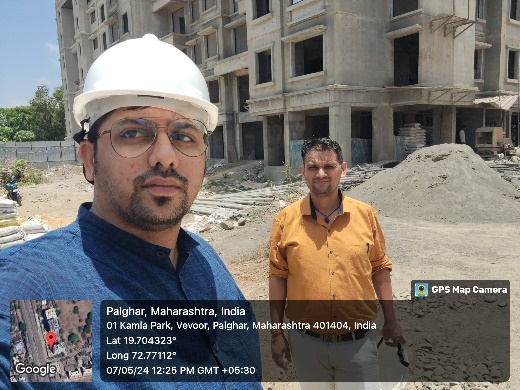 GPS Map Camera
Palghar, Maharashtra, India
01 Kamla Park, Vevoor, Palghar, Maharashtra 401404, India
Lat 19.704323°
Long 72.77112°
07/05/24 12:25 PM GMT +05:30
Google